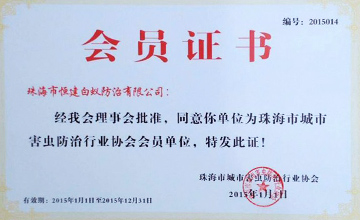 编号：2015014
会员证书
珠海市恒建白蚁防治有限公司：
经我会理事会批准，同意你单位为珠海市城市
害虫防治行业协会会员单位，特发此证！
珠海市城市害虫防治行业协会
2015年1月1日
有效期：2015年1月1日至2015年12月31日